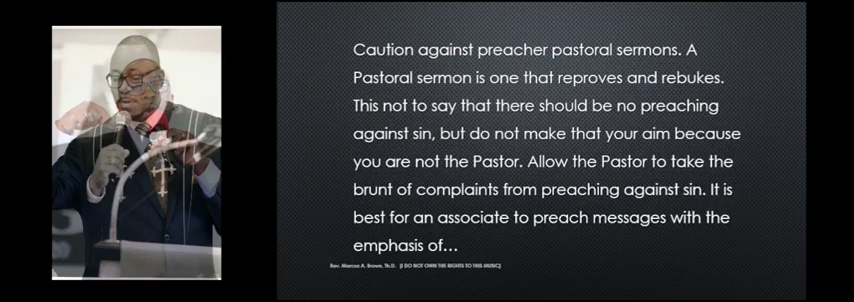 Caution against preacher pastoral sermons. A
Pastoral sermon is one that reproves and rebukes.
This not to say that there should be no preaching
against sin, but do not make that your aim because
you are not the Pastor. Allow the Pastor to take the
brunt of complaints from preaching against sin. It is
best for an associate to preach messages with the
emphasis of…
Rev. Marcus A. Brown, Th.D. [I DO NOT OWN THE RIGHTS TO THIS MUSIC]